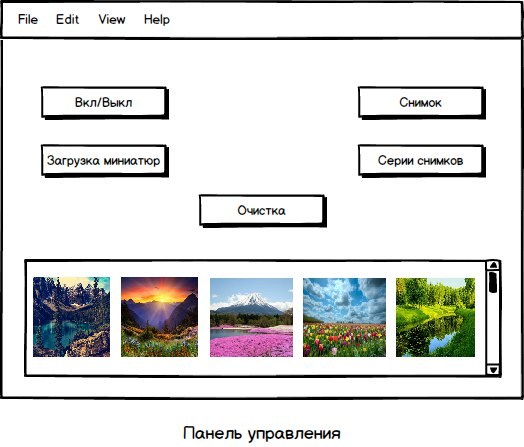 File Edit View Help
Вкл/Выкл Снимок
Загрузка миниатюр Серии снимков
Очистка
Панель управления